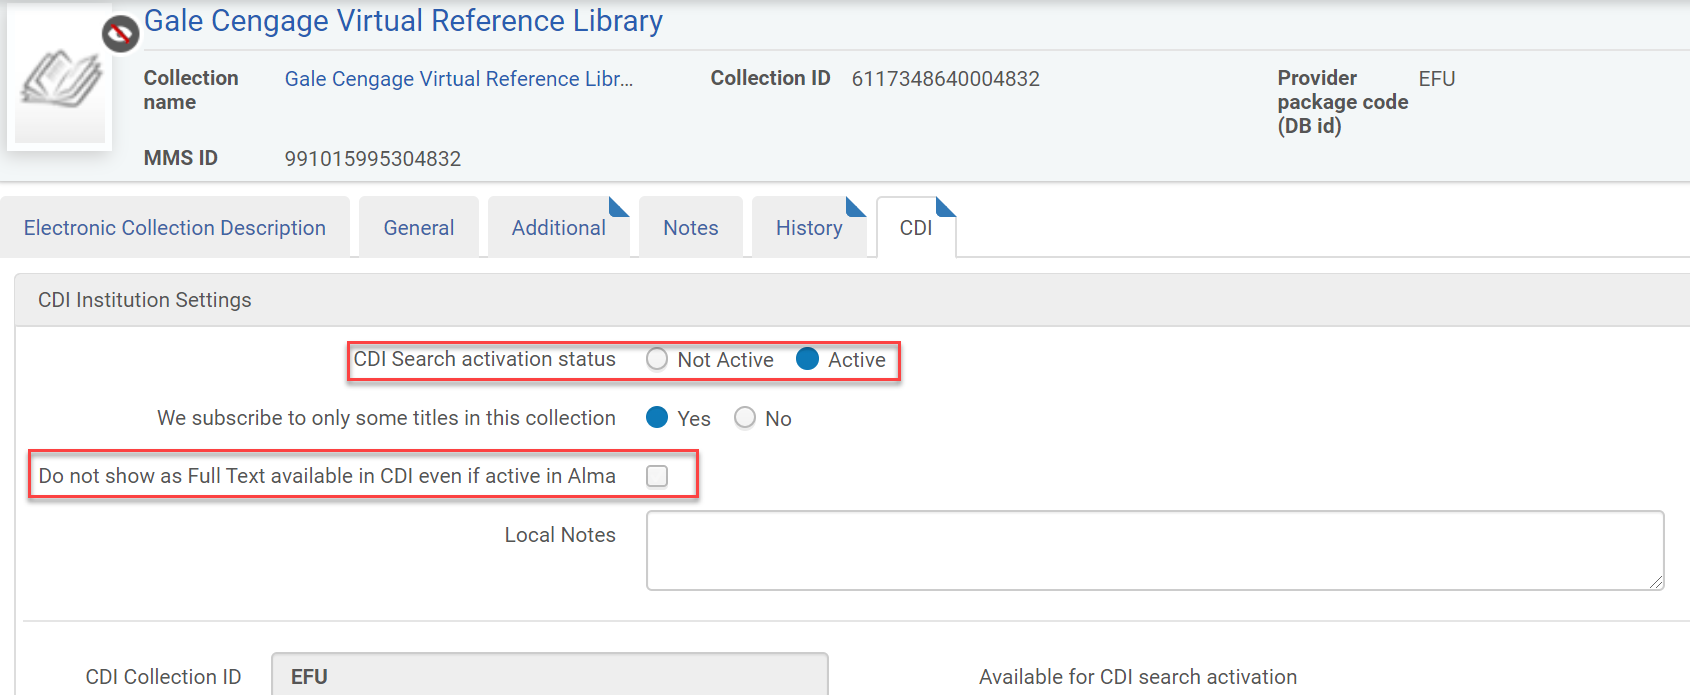 Gale Cengage Virtual Reference Library
Collection name
Gale Cengage Virtual Reference Libr...
Collection ID
6117348640004832
Provider package code (DB id)
EFU
MMS ID
991015995304832
Electronic Collection Description
General
Additional
Notes
History
CDI
CDI Institution Settings
CDI Search activation status
Not Active
Active
We subscribe to only some titles in this collection
Yes
No
Do not show as Full Text available in CDI even if active in Alma
Local Notes
CDI Collection ID
EFU
Available for CDI search activation